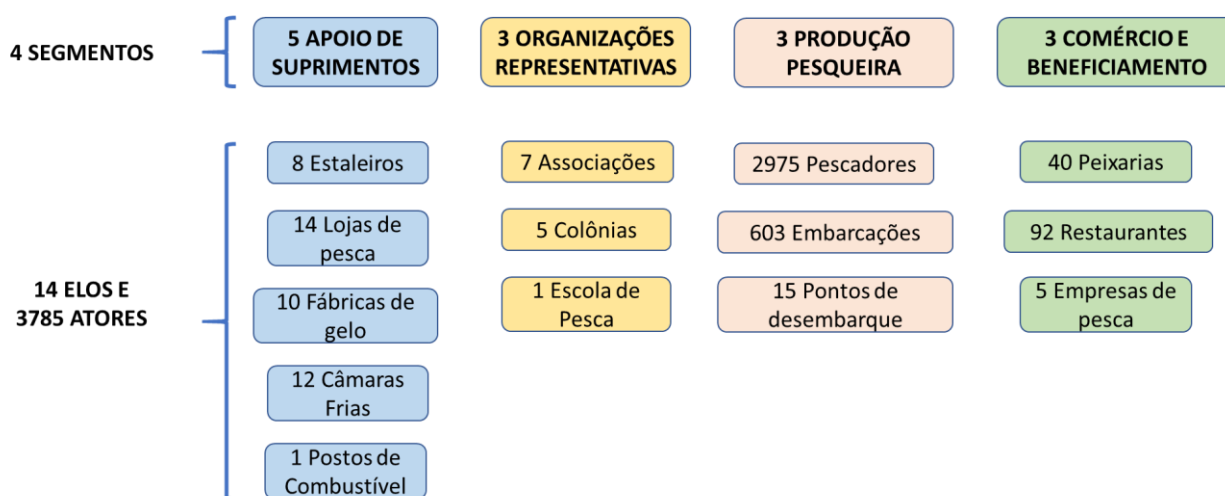 4 SEGMENTOS
5 APOIO DE
SUPRIMENTOS
3 ORGANIZAÇÕES
REPRESENTATIVAS
3 PRODUÇÃO
PESQUEIRA
3 COMÉRCIO E
BENEFICIAMENTO
14 ELOS E
3785 ATORES
8 Estaleiros
14 Lojas de
pesca
10 Fábricas de
gelo
12 Câmaras
Frias
1 Postos de
Combustível
7 Associações
5 Colônias
1 Escola de
Pesca
2975 Pescadores
603 Embarcações
15 Pontos de
desembarque
40 Peixarias
92 Restaurantes
5 Empresas de
pesca